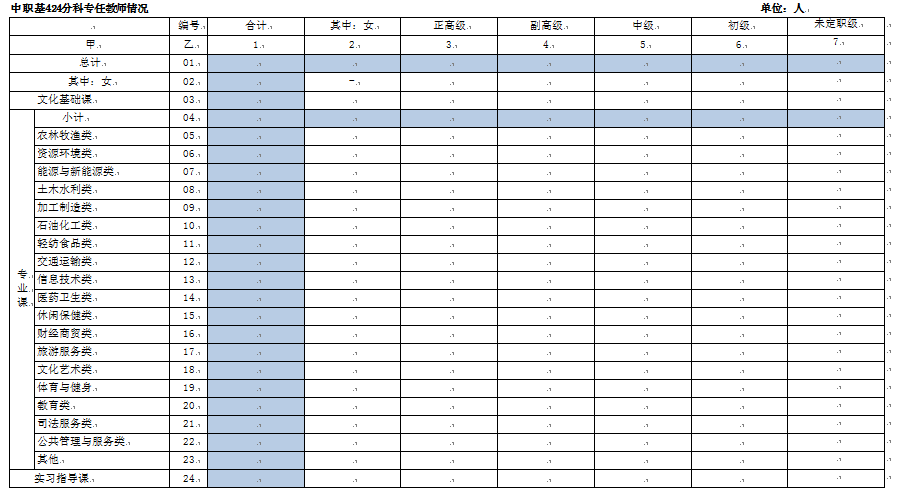 中职基424分科专任教师情况 单位：人
编号 合计 其中：女 正高级 副高级 中级 初级 未定职级
甲 乙 1 2 3 4 5 6 7
总计 01
其中：女 02 –
文化基础课 03
专业课
小计 04
农林牧渔类 05
资源环境类 06
能源与新能源类 07
土木水利类 08
加工制造类 09
石油化工类 10
轻纺食品类 11
交通运输类 12
信息技术类 13
医药卫生类 14
休闲保健类 15
财经商贸类 16
旅游服务类 17
文化艺术类 18
体育与健身 19
教育类 20
司法服务类 21
公共管理与服务类 22
其他 23
实习指导课 24